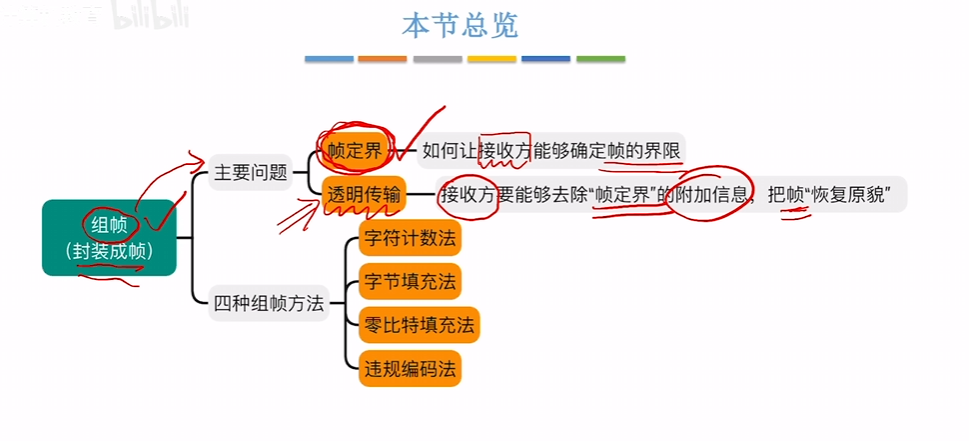 bilibili
本节总览
组帧
（封装成帧）
主要问题
帧定界
如何让接收方能够确定帧的界限
透明传输
接收方要能够去除“帧定界”的附加信息，把帧“恢复原貌”
四种组帧方法
字符计数法
字节填充法
零比特填充法
违规编码法